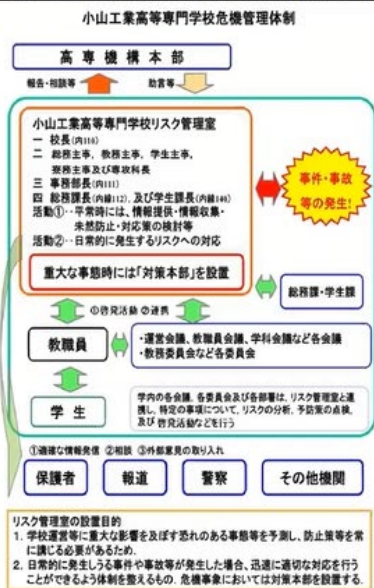 小山工業高等専門学校危機管理体制
高専機構本部
報告・相談等
助言等
小山工業高等専門学校リスク管理室
一 校長(内116)
二 総務主事, 教務主事, 学生主事,
寮務主事及び専攻科長
三 事務部長(内111)
四 総務課長(内線112), 及び学生課長(内線146)
活動①‥平常時には、情報提供・情報収集・
未然防止・対応策の検討等
活動②‥日常的に発生するリスクへの対応
重大な事態時には「対策本部」を設置
事件・事故
等の発生!
総務課・学生課
①啓発活動 ②連携
教職員
・運営会議、教職員会議、学科会議など各会議
・教務委員会など各委員会
学生
学内の各会議、各委員会及び各部署は、リスク管理室と連
携し、特定の事項について、リスクの分析、予防策の点検、
及び啓発活動などを行う
①適確な情報発信 ②相談 ③外部意見の取り入れ
保護者
報道
警察
その他機関
リスク管理室の設置目的
1. 学校運営等に重大な影響を及ぼす恐れのある事態等を予測し、防止策等を常
に講じる必要があるため.
2. 日常的に発生しうる事件や事故等が発生した場合、迅速に適切な対応を行う
ことができるよう体制を整えるもの. 危機事象においては対策本部を設置する.